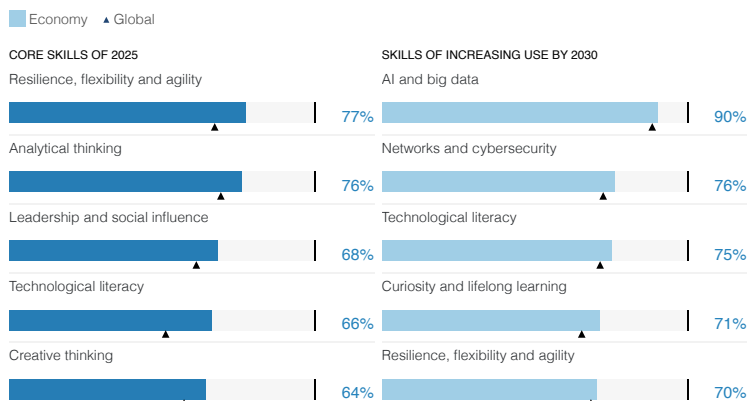 Economy Global
CORE SKILLS OF 2025
Resilience, flexibility and agility
77%
Analytical thinking
76%
Leadership and social influence
68%
Technological literacy
66%
Creative thinking
64%
SKILLS OF INCREASING USE BY 2030
AI and big data
90%
Networks and cybersecurity
76%
Technological literacy
75%
Curiosity and lifelong learning
71%
Resilience, flexibility and agility
70%